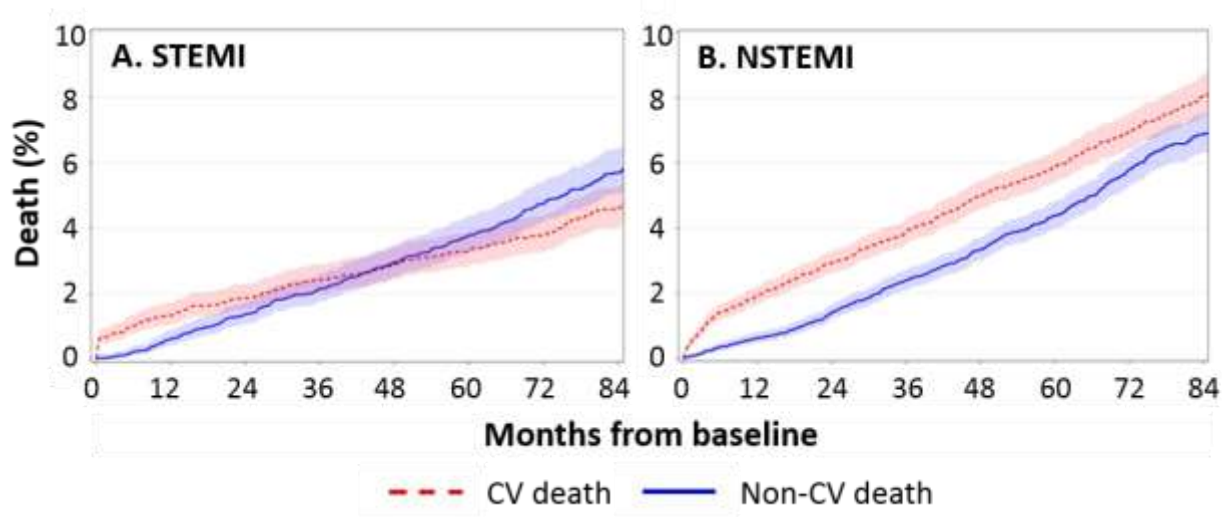 A. STEMI
B. NSTEMI
Death (%)
10
8
6
4
2
0
10
8
6
4
2
0
0 12 24 36 48 60 72 84
0 12 24 36 48 60 72 84
Months from baseline
CV death
Non-CV death